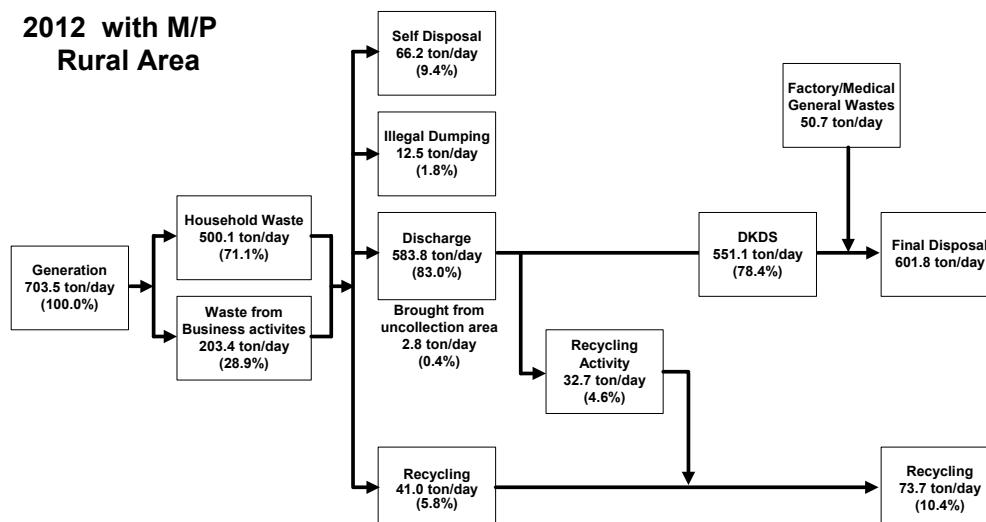 2012 with M/P
Rural Area
Self Disposal
66.2 ton/day
(9.4%)
Factory/Medical
General Wastes
50.7 ton/day
Illegal Dumping
12.5 ton/day
(1.8%)
Household Waste
500.1 ton/day
(71.1%)
Discharge
583.8 ton/day
(83.0%)
DKDS
551.1 ton/day
(78.4%)
Final Disposal
601.8 ton/day
Generation
703.5 ton/day
(100.0%)
Waste from
Business activites
203.4 ton/day
(28.9%)
Brought from
uncollection area
2.8 ton/day
(0.4%)
Recycling
Activity
32.7 ton/day
(4.6%)
Recycling
41.0 ton/day
(5.8%)
Recycling
73.7 ton/day
(10.4%)